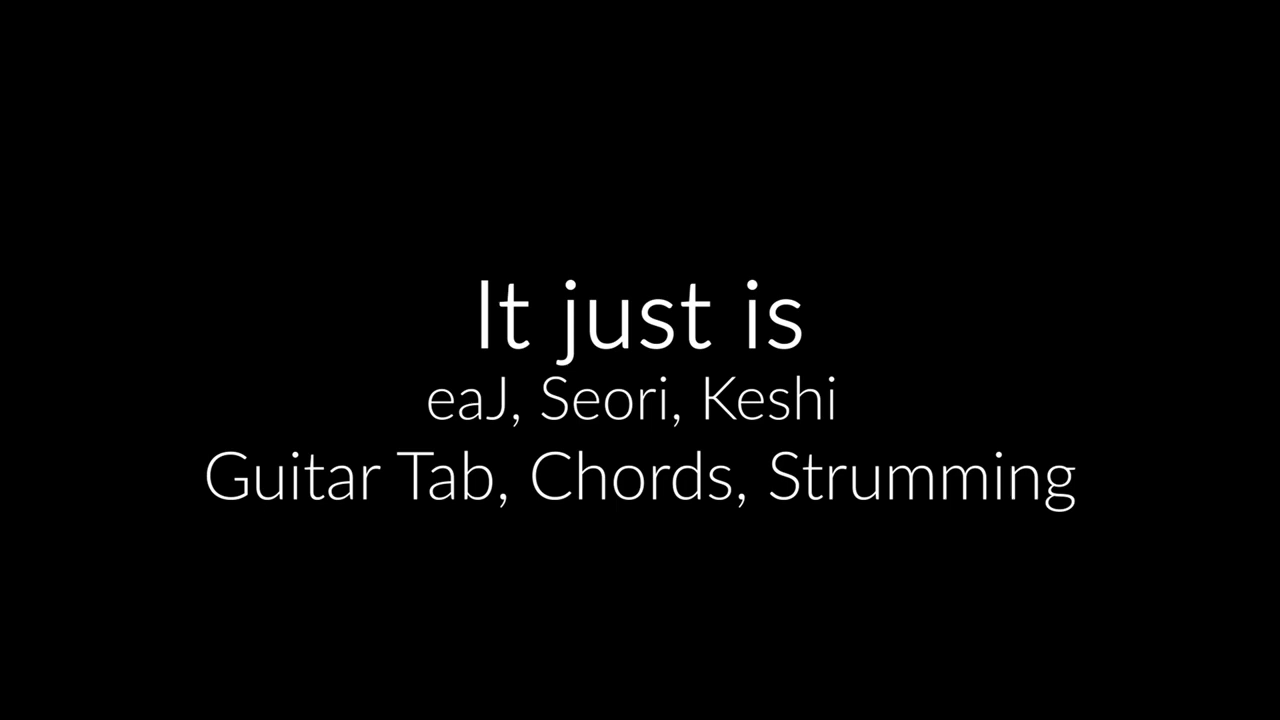 It just is
eaJ, Seori, Keshi
Guitar Tab, Chords, Strumming